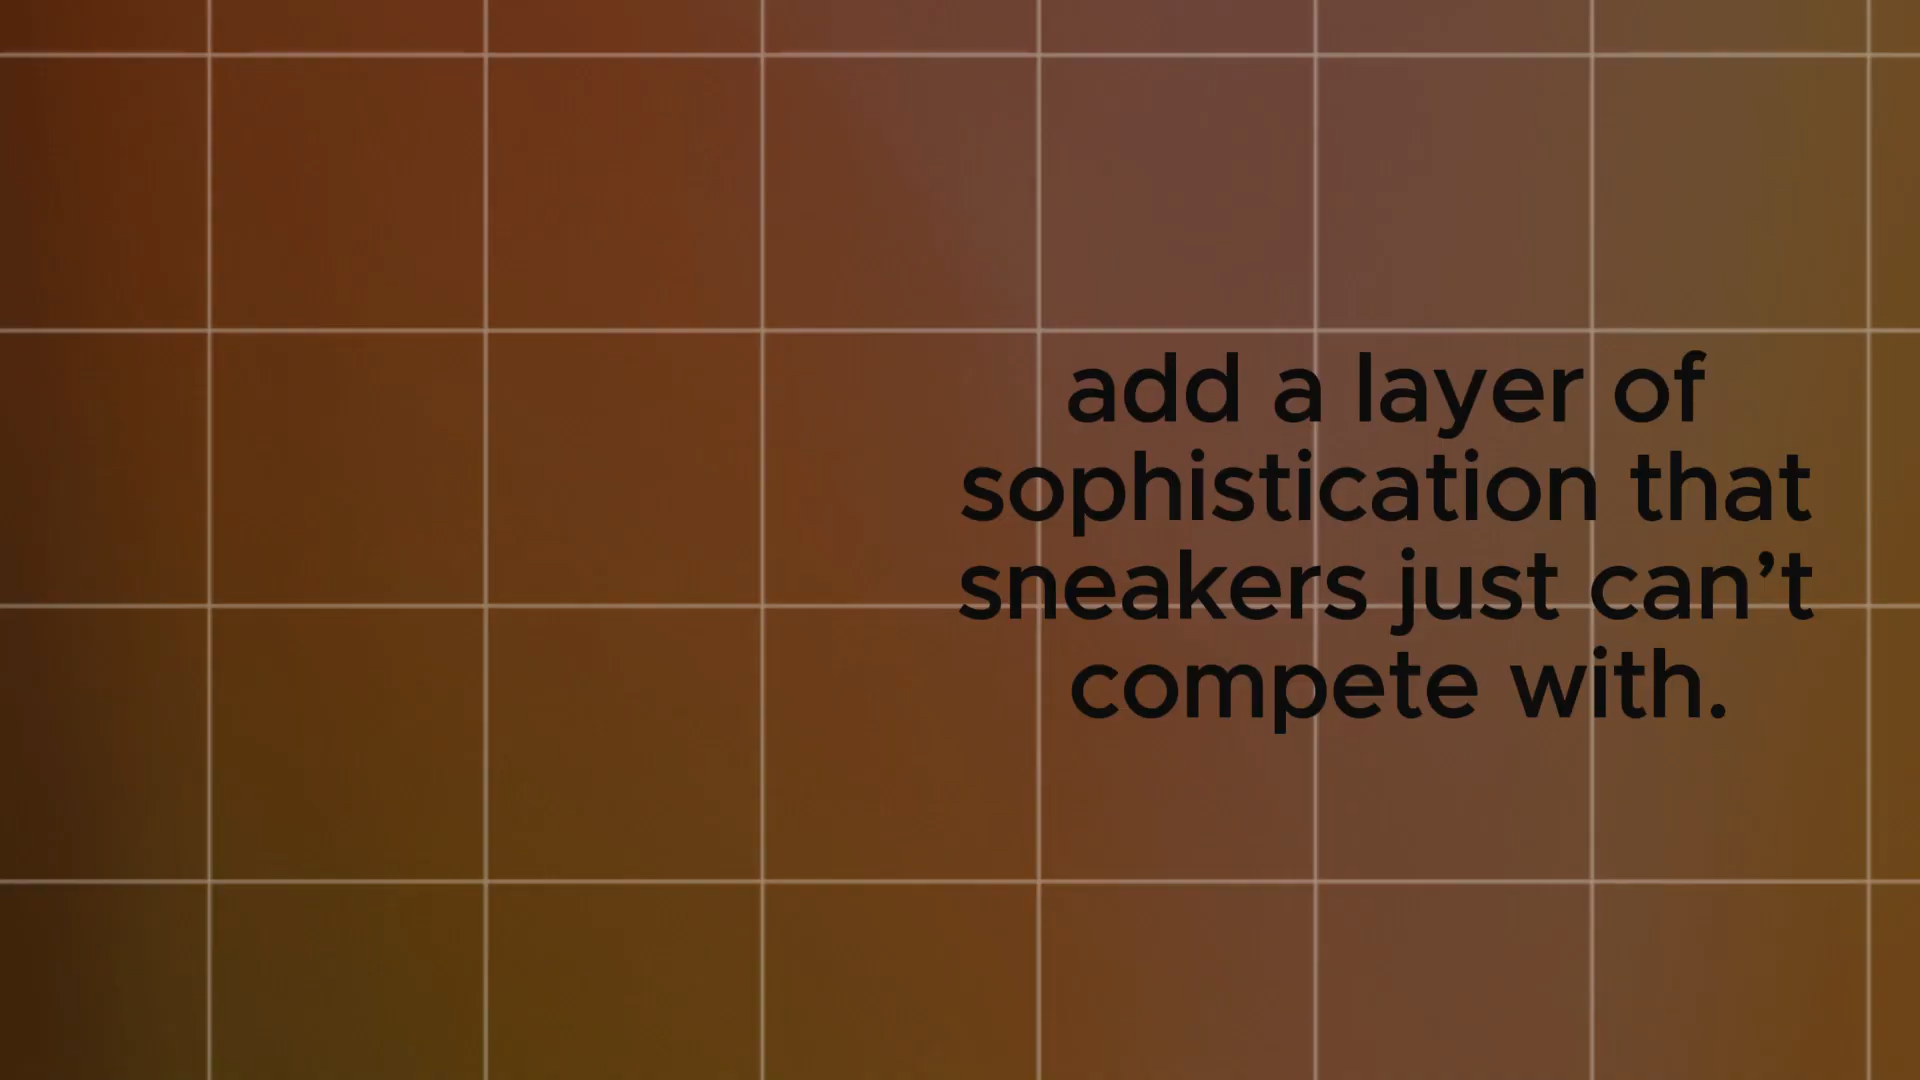 add a layer of
sophistication that
sneakers just can’t
compete with.